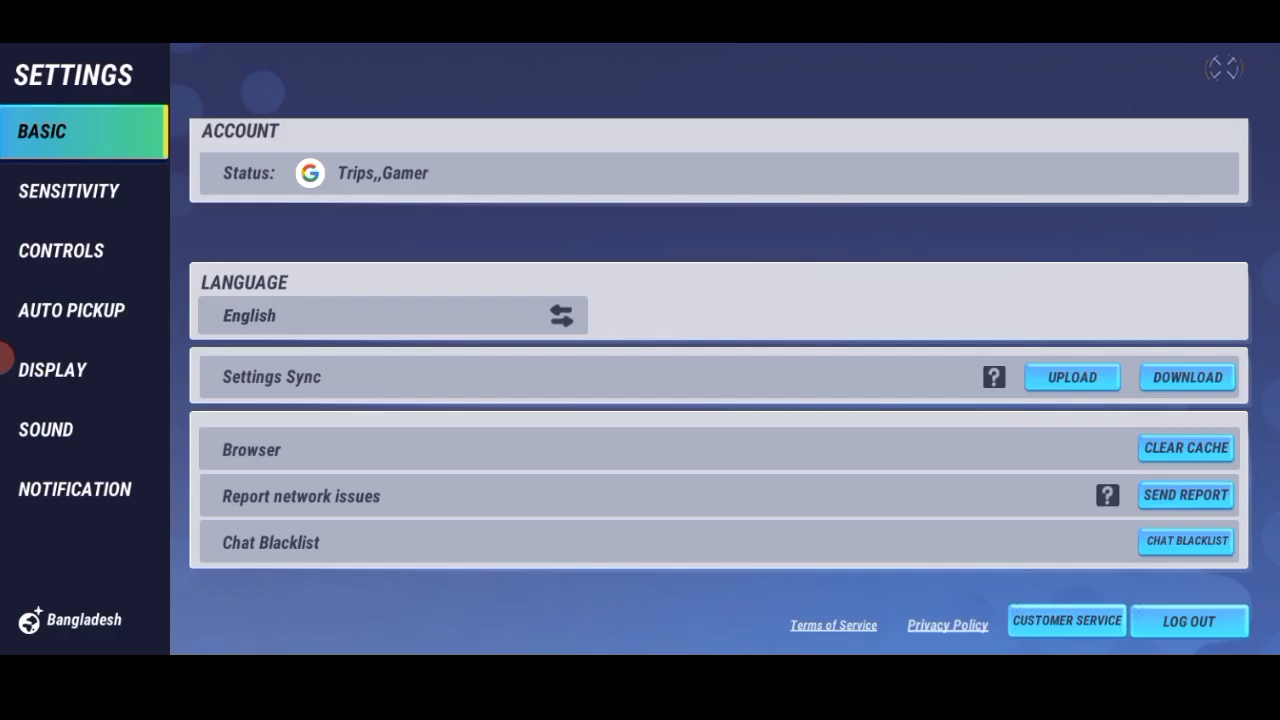 SETTINGS
BASIC
SENSITIVITY
CONTROLS
AUTO PICKUP
DISPLAY
SOUND
NOTIFICATION
Bangladesh
ACCOUNT
Status: Trips,,Gamer
LANGUAGE
English
Settings Sync ? UPLOAD DOWNLOAD
Browser CLEAR CACHE
Report network issues ? SEND REPORT
Chat Blacklist CHAT BLACKLIST
Terms of Service Privacy Policy CUSTOMER SERVICE LOG OUT